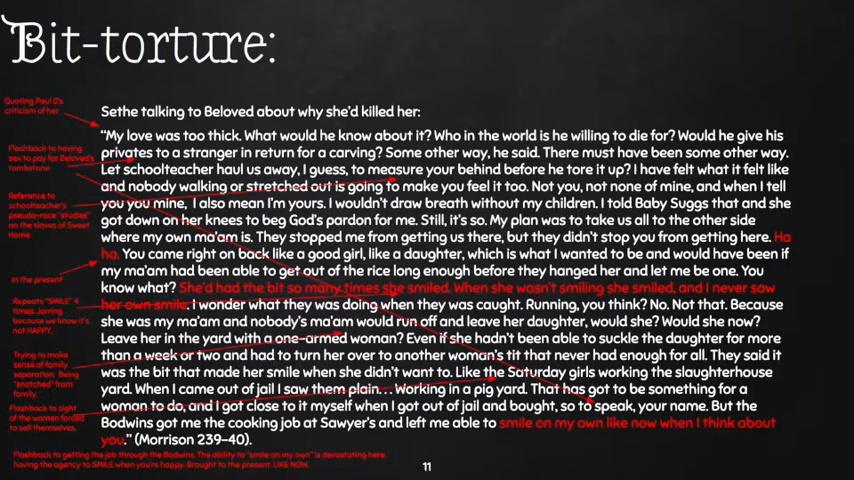 Bit-torture:
Quoting Paul D's
criticism of her
Flashback to having
sex to pay for Beloved's
tombstone
Reference to
schoolteacher's
pseudo-race "studies"
on the slaves of Sweet
Home
In the present
Repeats "SMILE" 4
times. Jarring
because we know it's
not HAPPY.
Trying to make
sense of family
separation. Being
"snatched" from
family.
Flashback to sight
of the women forced
to sell themselves.
Sethe talking to Beloved about why she'd killed her:
"My love was too thick. What would he know about it? Who in the world is he willing to die for? Would he give his
privates to a stranger in return for a carving? Some other way, he said. There must have been some other way.
Let schoolteacher haul us away, I guess, to measure your behind before he tore it up? I have felt what it felt like
and nobody walking or stretched out is going to make you feel it too. Not you, not none of mine, and when I tell
you you mine, I also mean I'm yours. I wouldn't draw breath without my children. I told Baby Suggs that and she
got down on her knees to beg God's pardon for me. Still, it's so. My plan was to take us all to the other side
where my own ma'am is. They stopped me from getting us there, but they didn't stop you from getting here. Ha
ha. You came right on back like a good girl, like a daughter, which is what I wanted to be and would have been if
my ma'am had been able to get out of the rice long enough before they hanged her and let me be one. You
know what? She'd had the bit so many times she smiled. When she wasn't smiling she smiled, and I never saw
her own smile. I wonder what they was doing when they was caught. Running, you think? No. Not that. Because
she was my ma'am and nobody's ma'am would run off and leave her daughter, would she? Would she now?
Leave her in the yard with a one-armed woman? Even if she hadn't been able to suckle the daughter for more
than a week or two and had to turn her over to another woman's tit that never had enough for all. They said it
was the bit that made her smile when she didn't want to. Like the Saturday girls working the slaughterhouse
yard. When I came out of jail I saw them plain... Working in a pig yard. That has got to be something for a
woman to do, and I got close to it myself when I got out of jail and bought, so to speak, your name. But the
Bodwins got me the cooking job at Sawyer's and left me able to smile on my own like now when I think about
you." (Morrison 239-40).
Flashback to getting the job through the Bodwins. The ability to "smile on my own" is devastating here:
having the agency to SMILE when you're happy. Brought to the present: LIKE NOW.
11